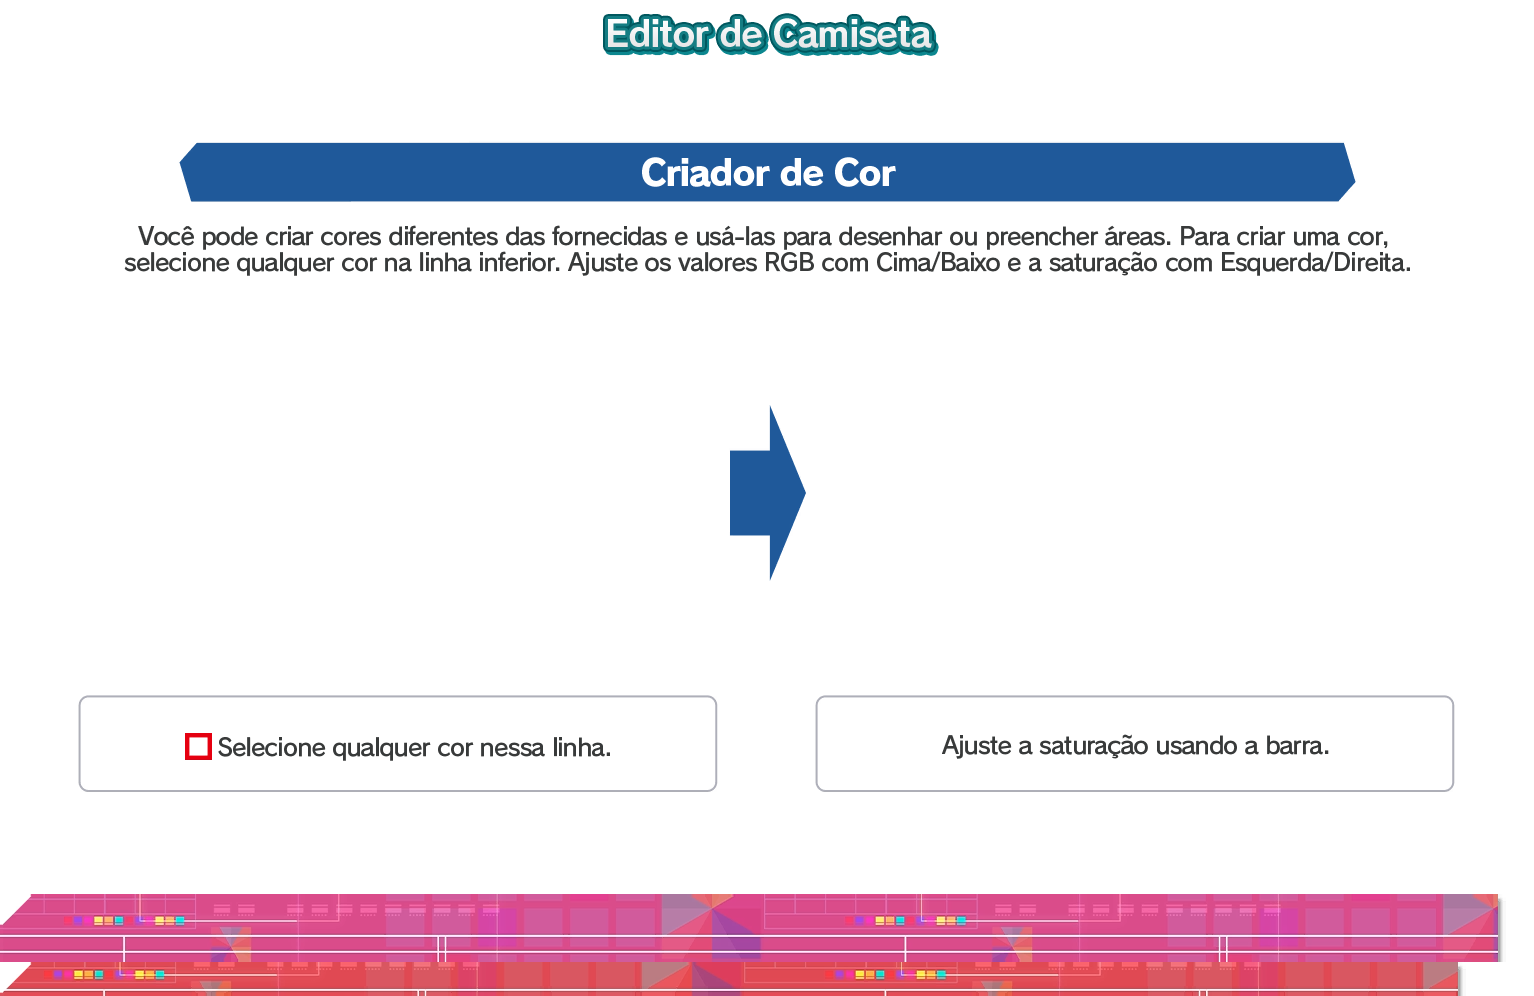 Editor de Camiseta
Criador de Cor
Você pode criar cores diferentes das fornecidas e usá-las para desenhar ou preencher áreas. Para criar uma cor,
selecione qualquer cor na linha inferior. Ajuste os valores RGB com Cima/Baixo e a saturação com Esquerda/Direita.
Selecione qualquer cor nessa linha.
Ajuste a saturação usando a barra.